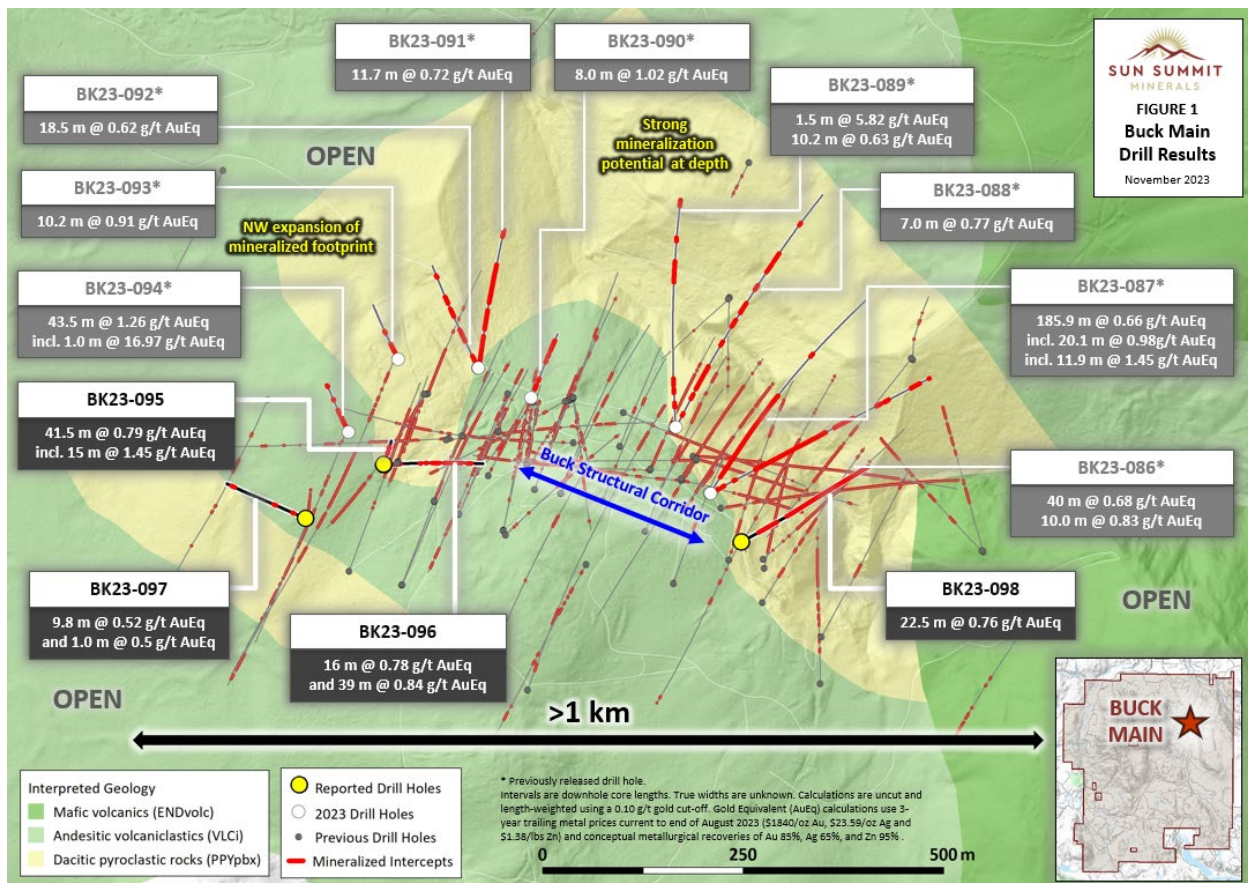 BK23-091*
11.7 m @ 0.72 g/t AuEq
BK23-090*
8.0 m @ 1.02 g/t AuEq
SUN SUMMIT
MINERALS
FIGURE 1
Buck Main
Drill Results
November 2023
BK23-092*
18.5 m @ 0.62 g/t AuEq
BK23-089*
1.5 m @ 5.82 g/t AuEq
10.2 m @ 0.63 g/t AuEq
OPEN
Strong
mineralization
potential at depth
BK23-093*
10.2 m @ 0.91 g/t AuEq
BK23-088*
7.0 m @ 0.77 g/t AuEq
NW expansion of
mineralized footprint
BK23-094*
43.5 m @ 1.26 g/t AuEq
incl. 1.0 m @ 16.97 g/t AuEq
BK23-087*
185.9 m @ 0.66 g/t AuEq
incl. 20.1 m @ 0.98g/t AuEq
incl. 11.9 m @ 1.45 g/t AuEq
BK23-095
41.5 m @ 0.79 g/t AuEq
incl. 15 m @ 1.45 g/t AuEq
Buck Structural Corridor
BK23-086*
40 m @ 0.68 g/t AuEq
10.0 m @ 0.83 g/t AuEq
BK23-097
9.8 m @ 0.52 g/t AuEq
and 1.0 m @ 0.5 g/t AuEq
BK23-096
16 m @ 0.78 g/t AuEq
and 39 m @ 0.84 g/t AuEq
BK23-098
22.5 m @ 0.76 g/t AuEq
OPEN
OPEN
>1 km
BUCK
MAIN
Interpreted Geology
Mafic volcanics (ENDvolc)
Andesitic volcaniclastics (VLCi)
Dacitic pyroclastic rocks (PPYpbx)
Reported Drill Holes
2023 Drill Holes
Previous Drill Holes
Mineralized Intercepts
* Previously released drill hole.
Intervals are downhole core lengths. True widths are unknown. Calculations are uncut and
length-weighted using a 0.10 g/t gold cut-off. Gold Equivalent (AuEq) calculations use 3-
year trailing metal prices current to end of August 2023 ($1840/oz Au, $23.59/oz Ag and
$1.38/lbs Zn) and conceptual metallurgical recoveries of Au 85%, Ag 65%, and Zn 95% .
0 250 500 m